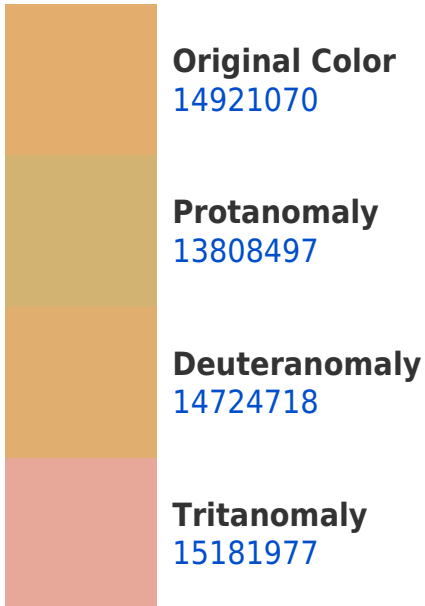 Original Color
14921070
Protanomaly
13808497
Deuteranomaly
14724718
Tritanomaly
15181977